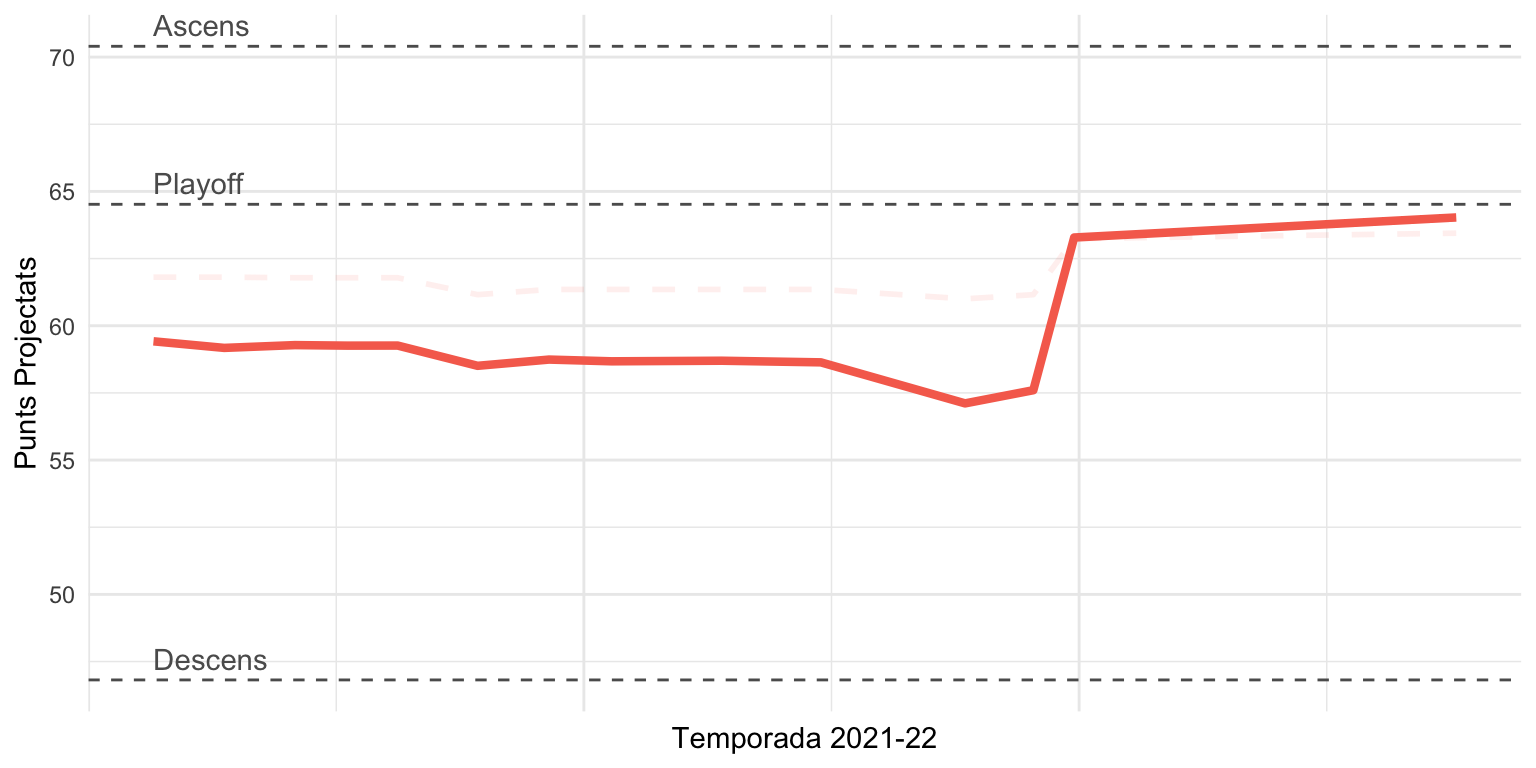 Ascens
70
Playoff
65
60
55
50
Descens
Punts Projectats
Temporada 2021-22